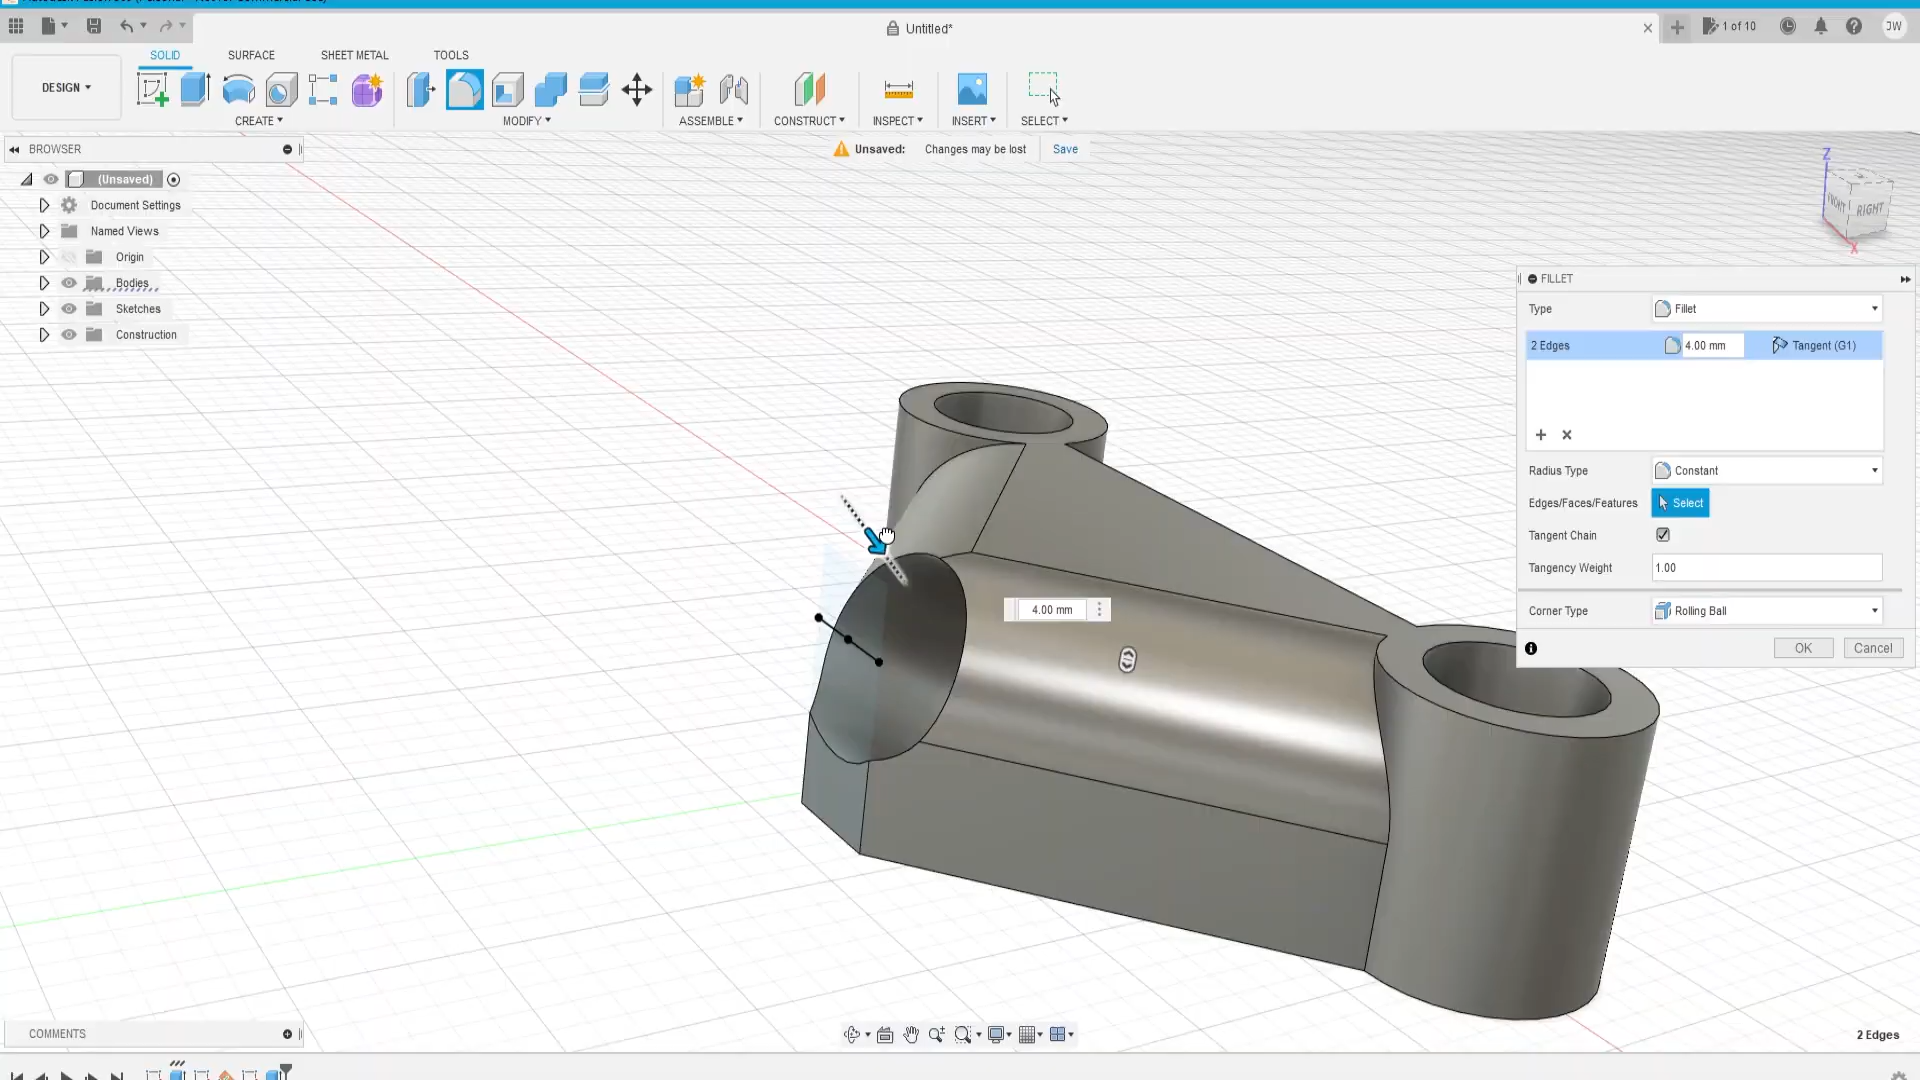 Untitled*
1 of 10
JW
DESIGN
SOLID
SURFACE
SHEET METAL
TOOLS
CREATE
MODIFY
ASSEMBLE
CONSTRUCT
INSPECT
INSERT
SELECT
BROWSER
Unsaved: Changes may be lost Save
(Unsaved)
Document Settings
Named Views
Origin
Bodies
Sketches
Construction
Z
FRONT
RIGHT
X
FILLET
Type Fillet
2 Edges 4.00 mm Tangent (G1)
Radius Type Constant
Edges/Faces/Features Select
Tangent Chain
Tangency Weight 1.00
Corner Type Rolling Ball
OK Cancel
4.00 mm
COMMENTS
2 Edges